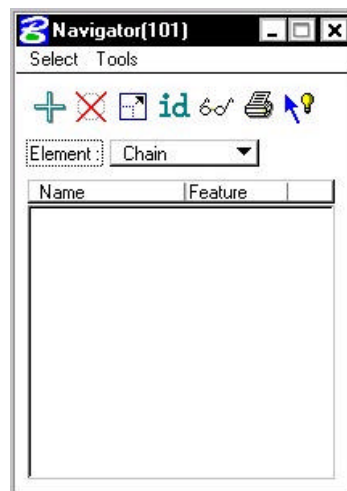 Navigator(101)
Select Tools
id
Element : Chain
Name Feature